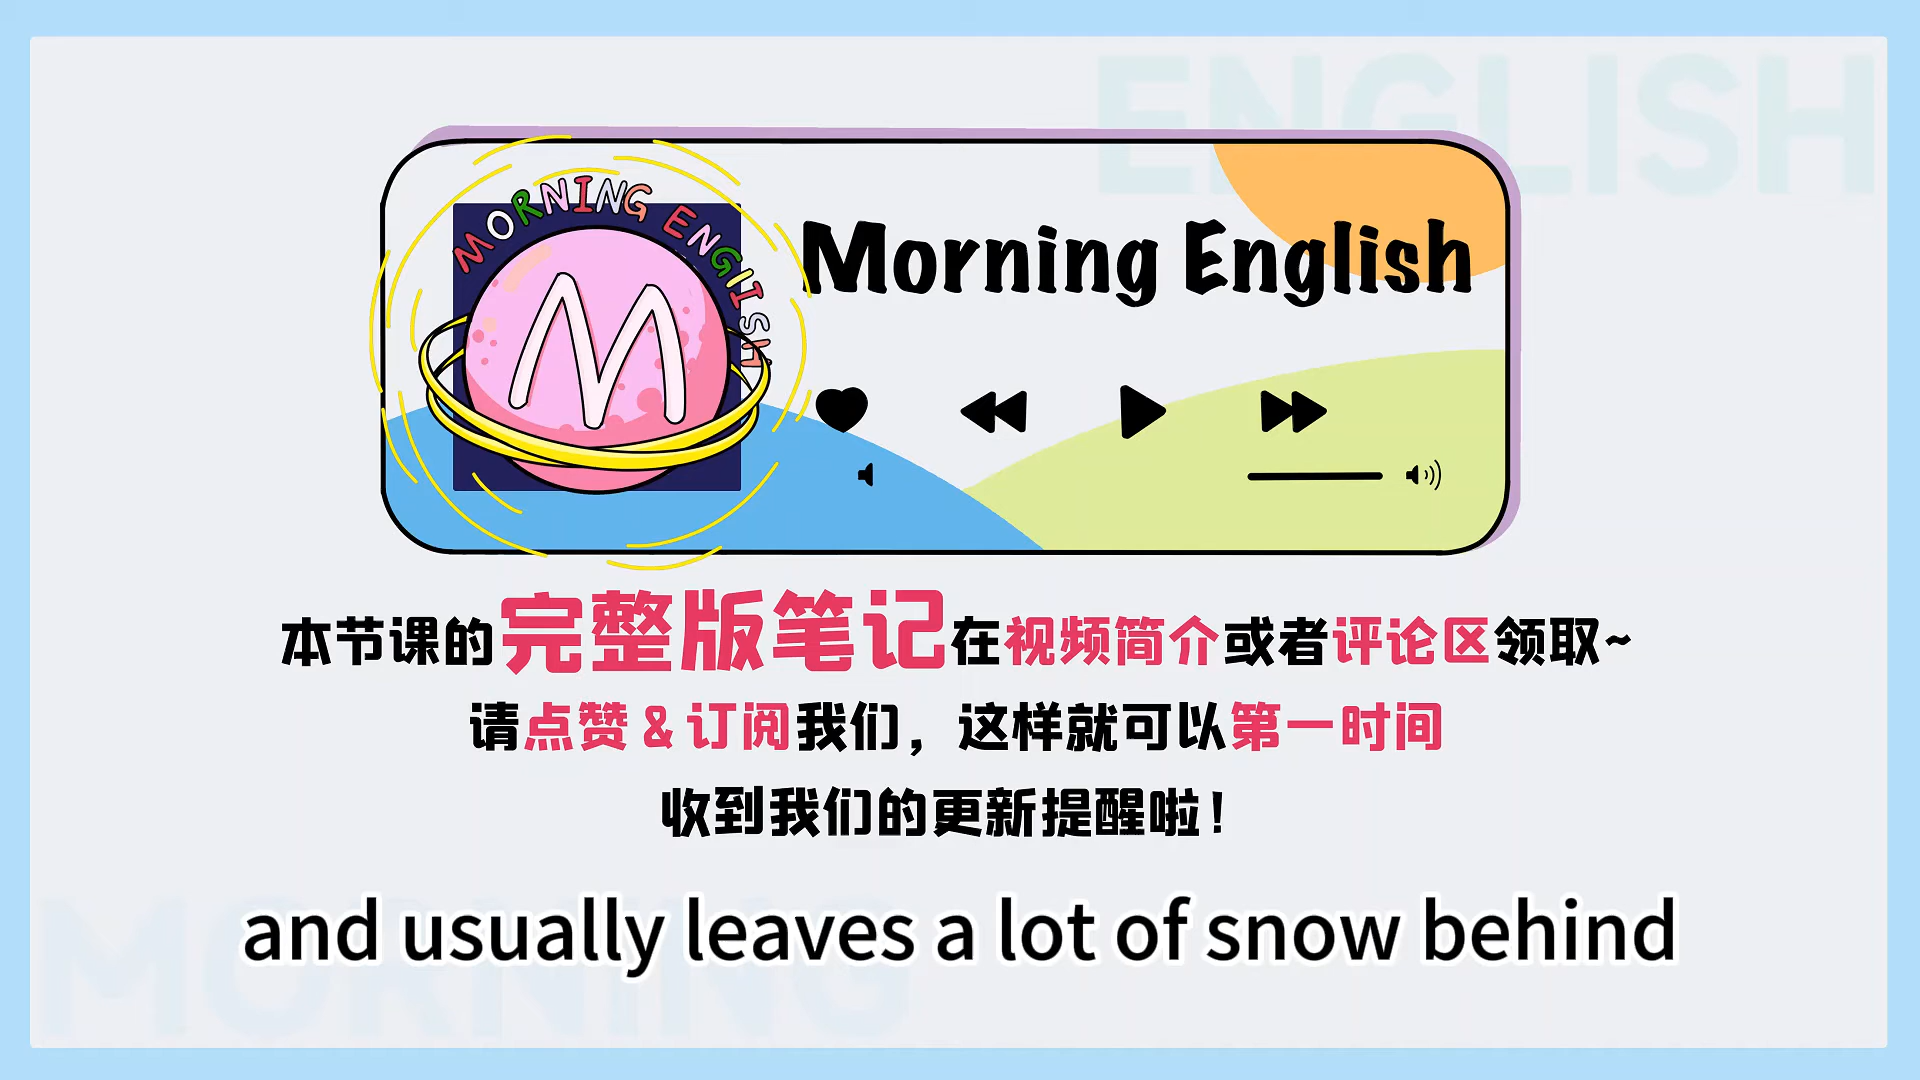 ENGLISH
MORNING ENGLISH
M
Morning English
本节课的完整版笔记在视频简介或者评论区领取~
请点赞&订阅我们，这样就可以第一时间
收到我们的更新提醒啦！
MORNING
and usually leaves a lot of snow behind